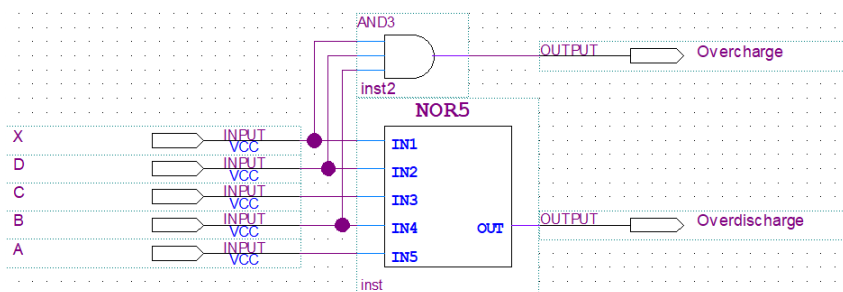 AND3
OUTPUT Overcharge
inst2
NOR5
X INPUT VCC IN1
D INPUT VCC IN2
C INPUT VCC IN3
B INPUT VCC IN4 OUT OUTPUT Overdischarge
A INPUT VCC IN5
inst